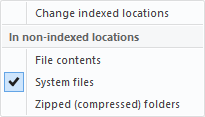 Change indexed locations
In non-indexed locations
File contents
System files
Zipped (compressed) folders